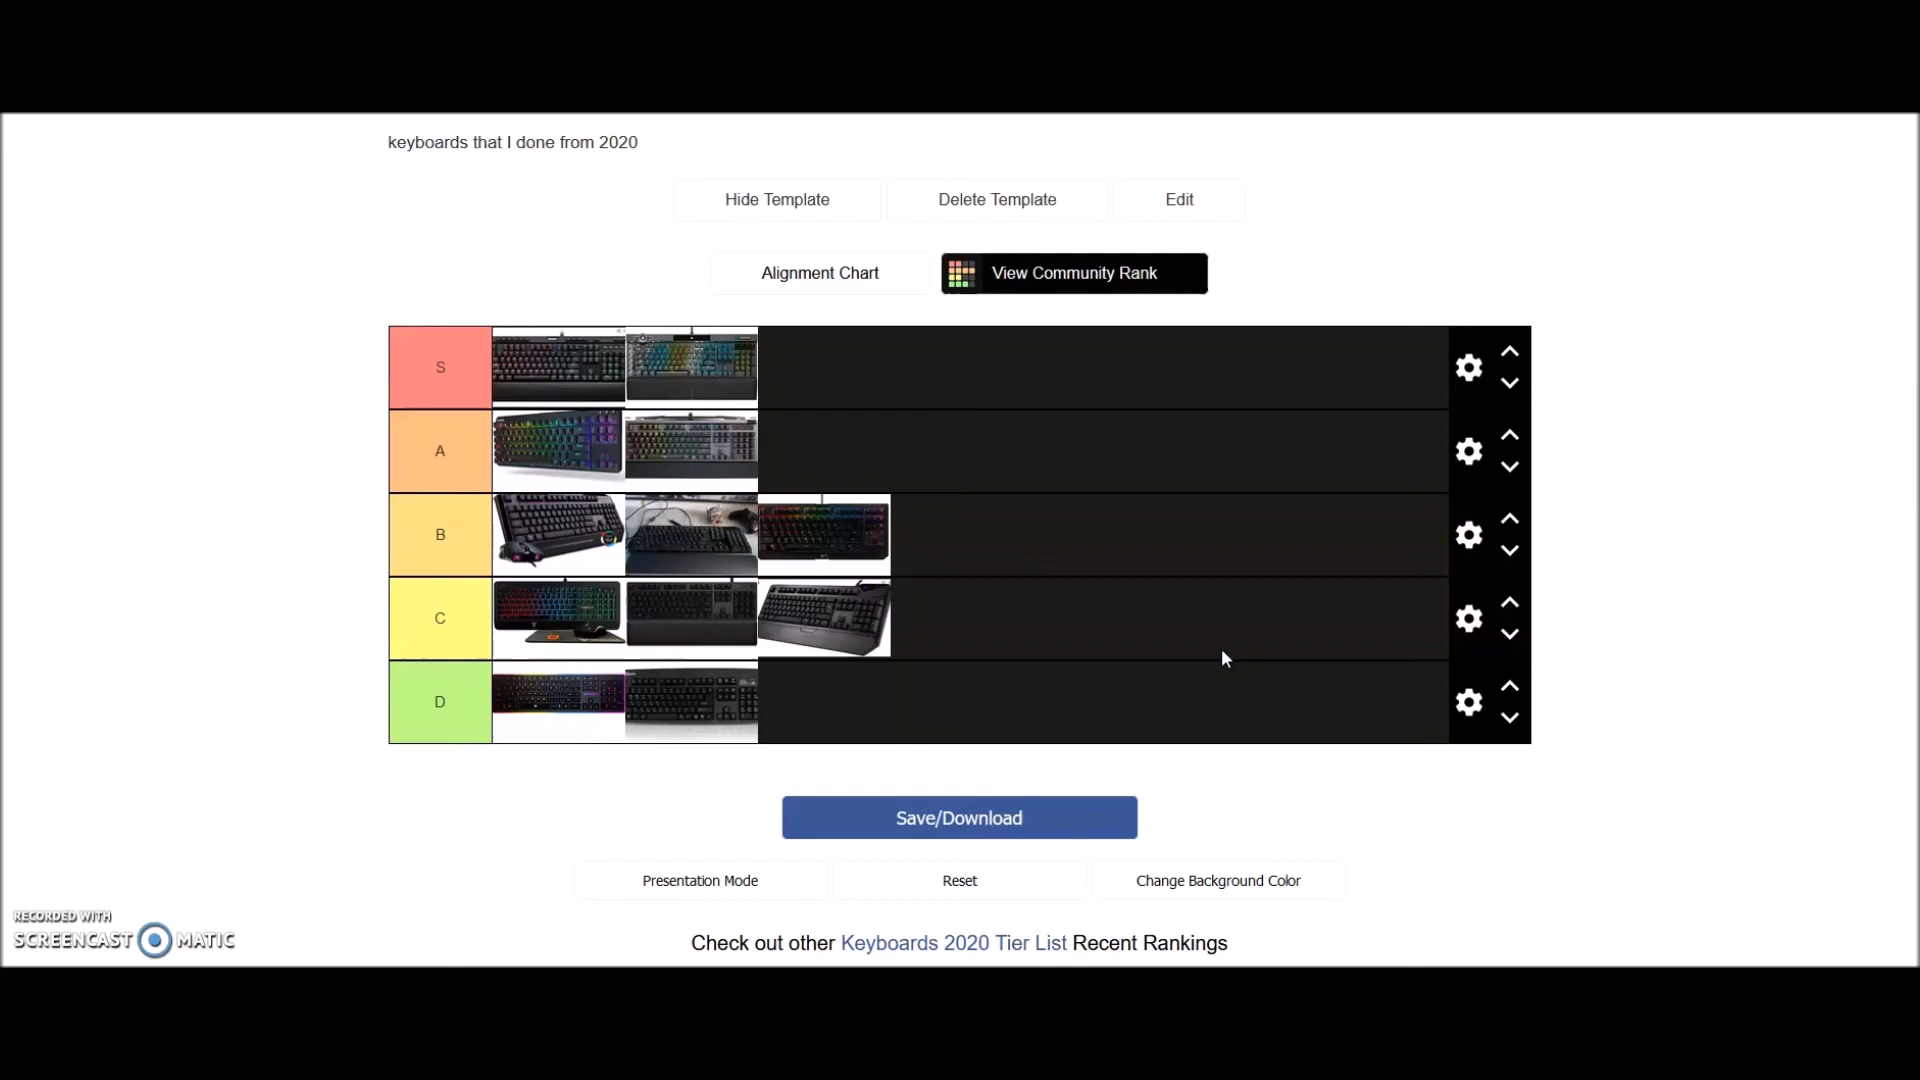 keyboards that I done from 2020
Hide Template
Delete Template
Edit
Alignment Chart
View Community Rank
S
A
B
C
D
Save/Download
Presentation Mode
Reset
Change Background Color
RECORDED WITH
SCREENCAST MATIC
Check out other Keyboards 2020 Tier List Recent Rankings